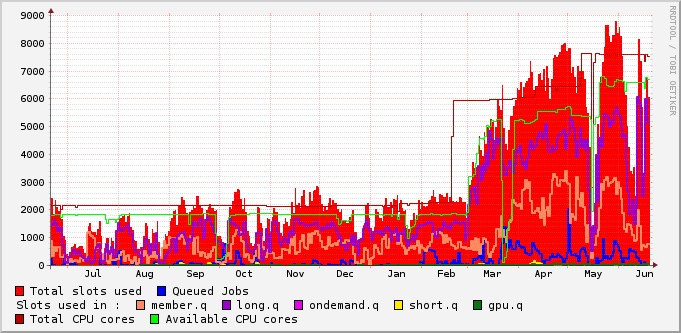 9000
8000
7000
6000
5000
4000
3000
2000
1000
0
Jul Aug Sep Oct Nov Dec Jan Feb Mar Apr May Jun
RRDTOOL / TOBI OETIKER
Total slots used Queued Jobs
Slots used in : member.q long.q ondemand.q short.q gpu.q
Total CPU cores Available CPU cores